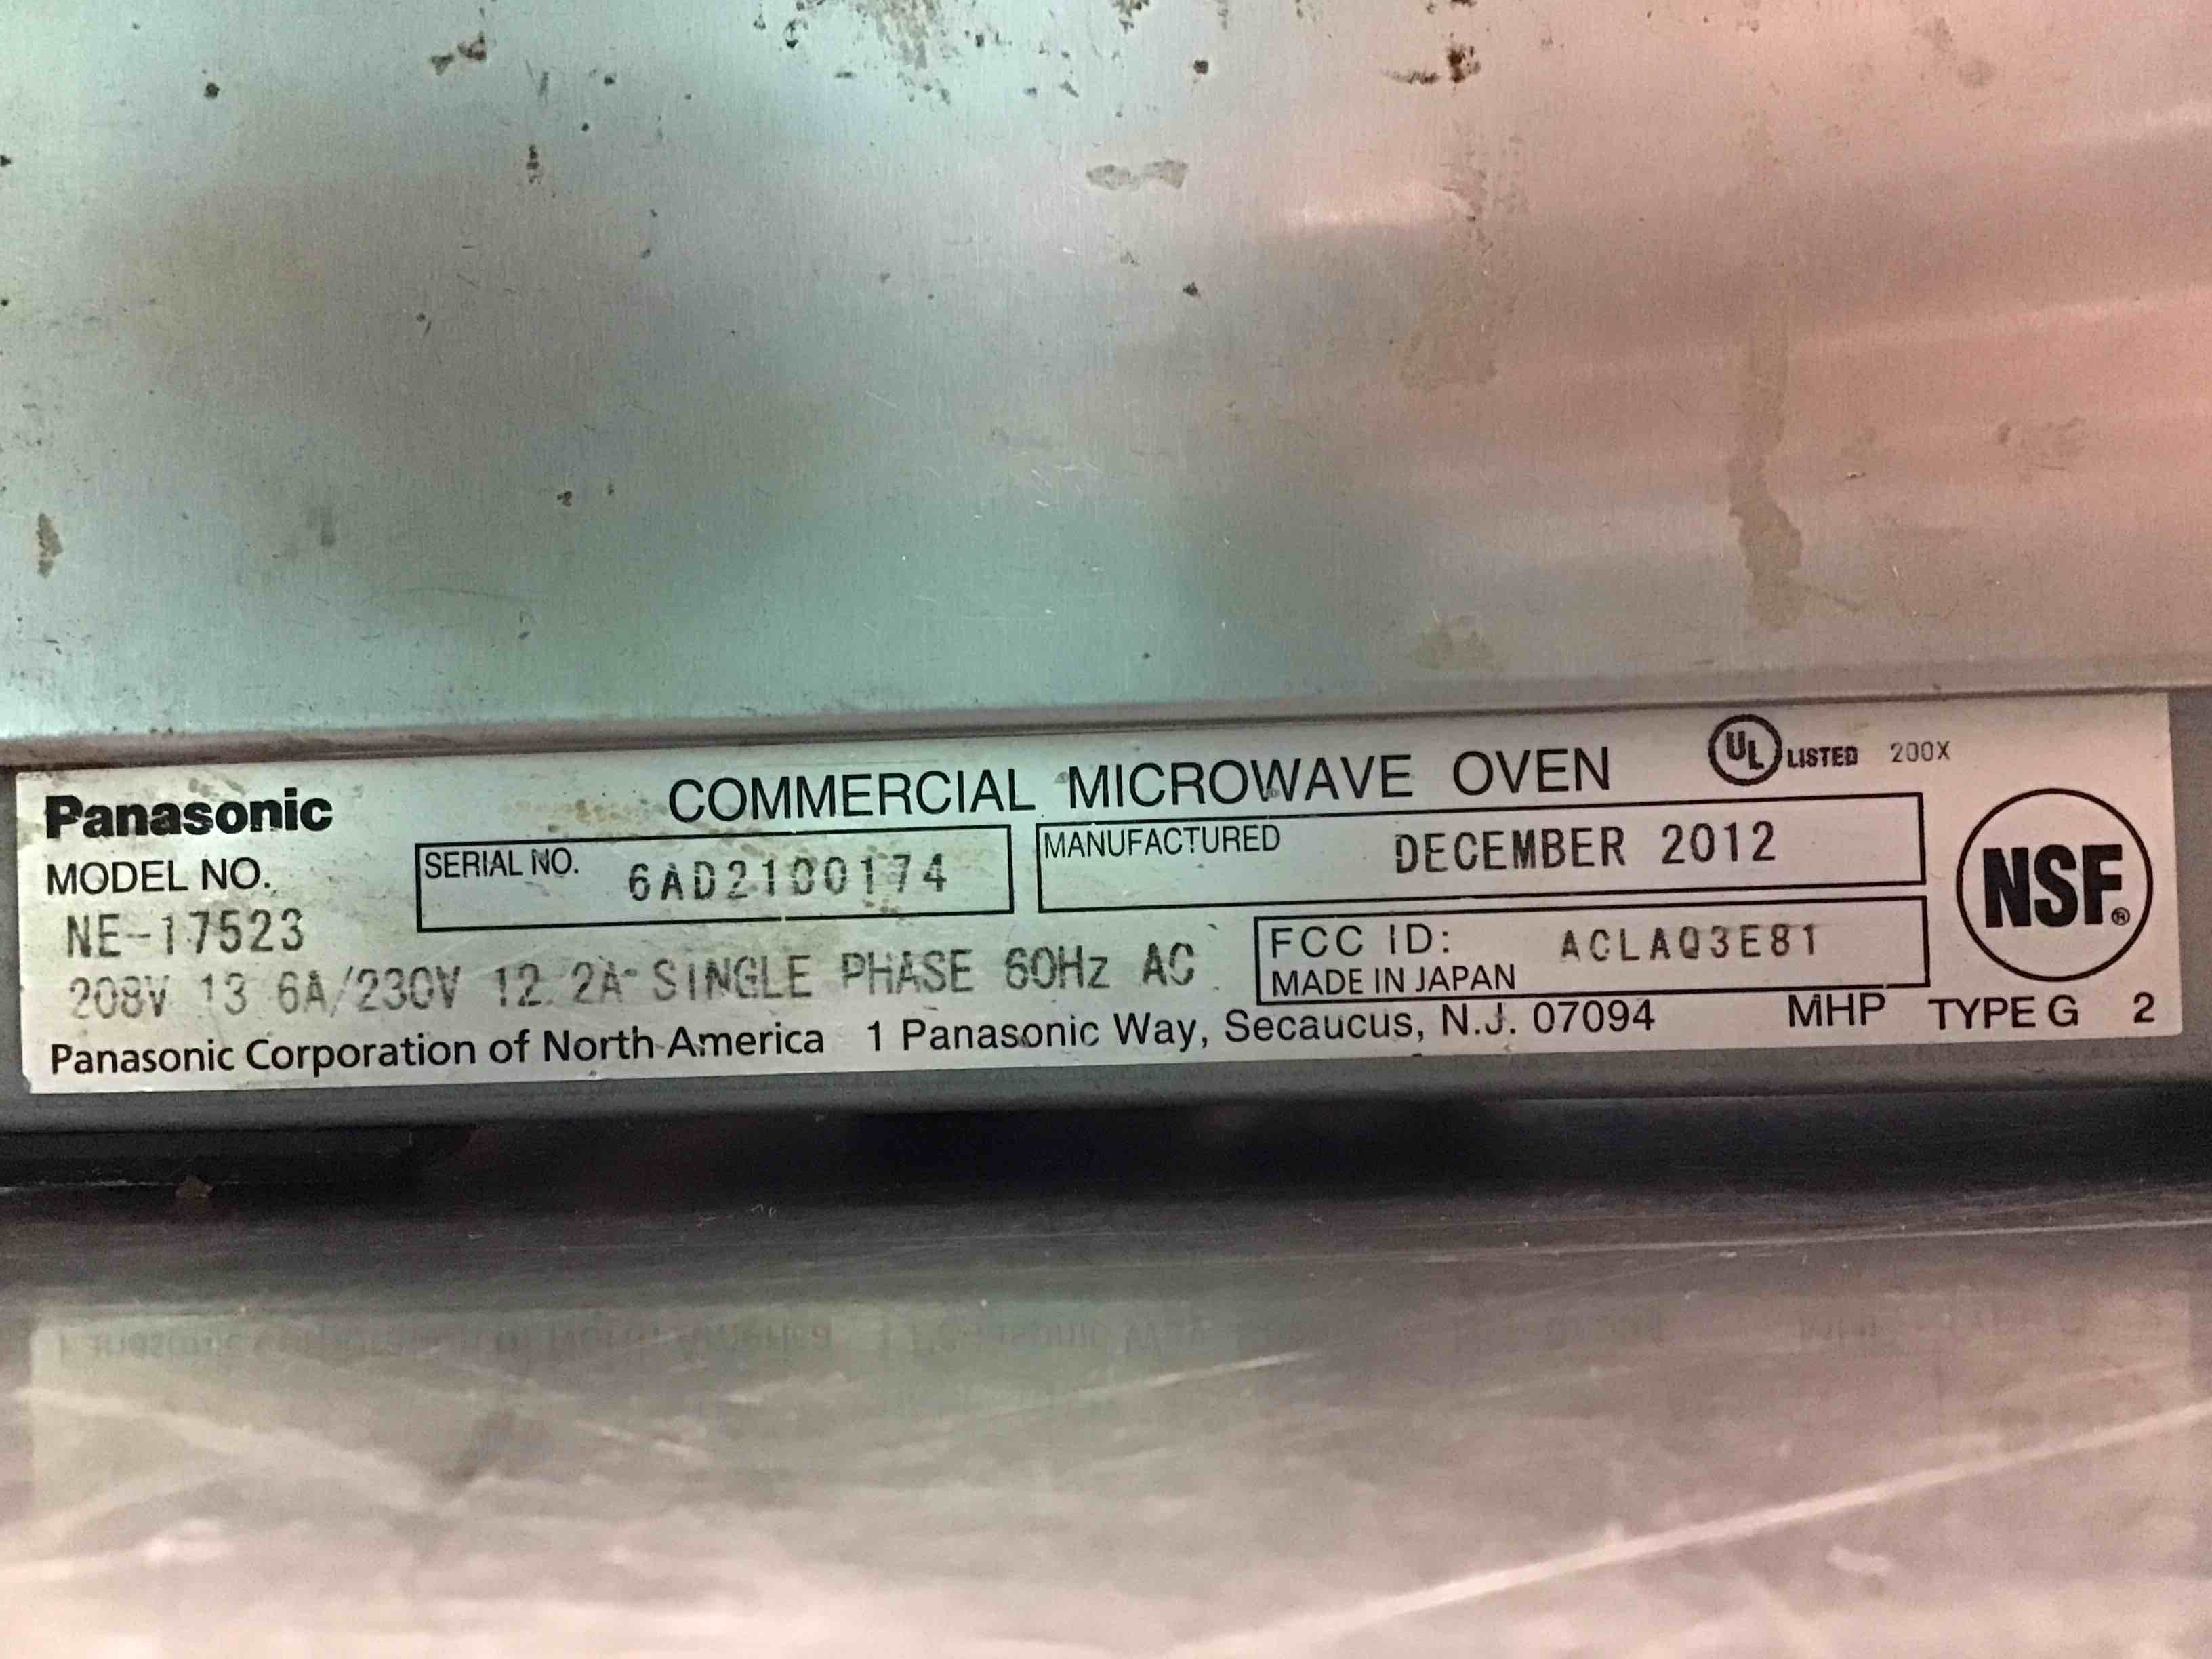 COMMERCIAL MICROWAVE OVEN
UL LISTED 200X
Panasonic
MODEL NO.
NE-17523
SERIAL NO. 6AD2100174
MANUFACTURED DECEMBER 2012
NSF®
208V 13.6A/230V 12.2A SINGLE PHASE 60Hz AC
FCC ID: ACLAQ3E81
MADE IN JAPAN
Panasonic Corporation of North America 1 Panasonic Way, Secaucus, N.J. 07094
MHP TYPE G 2